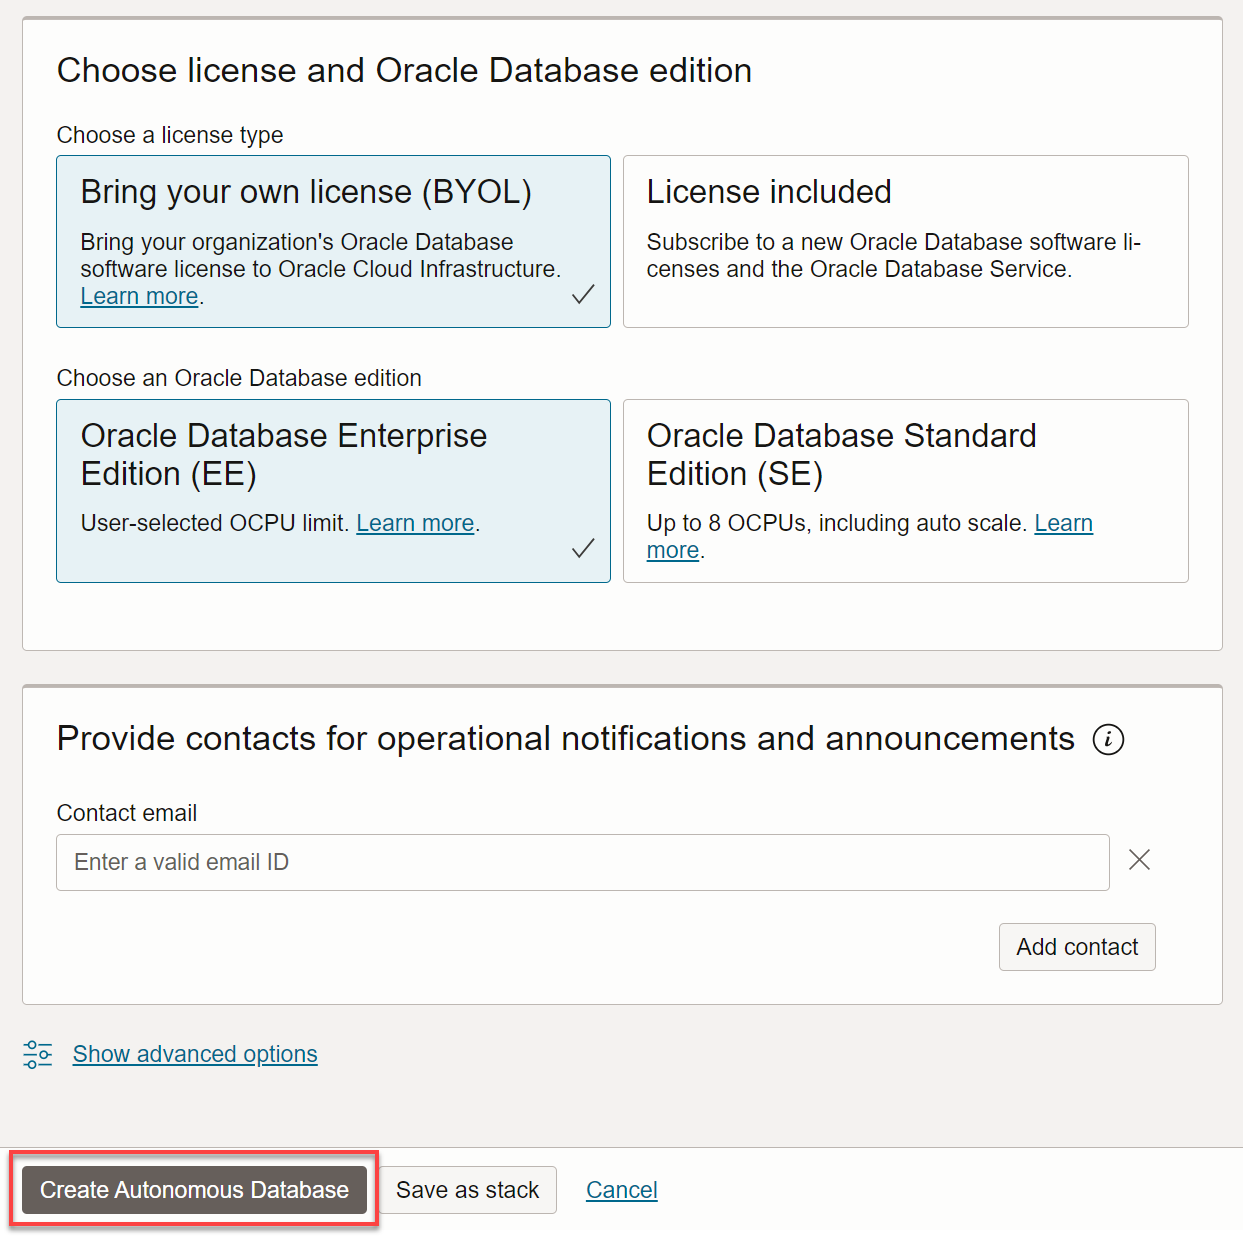 Choose license and Oracle Database edition
Choose a license type
Bring your own license (BYOL)
Bring your organization's Oracle Database
software license to Oracle Cloud Infrastructure.
Learn more.
License included
Subscribe to a new Oracle Database software li-
censes and the Oracle Database Service.
Choose an Oracle Database edition
Oracle Database Enterprise
Edition (EE)
User-selected OCPU limit. Learn more.
Oracle Database Standard
Edition (SE)
Up to 8 OCPUs, including auto scale. Learn
more.
Provide contacts for operational notifications and announcements
Contact email
Enter a valid email ID
Add contact
Show advanced options
Create Autonomous Database
Save as stack
Cancel